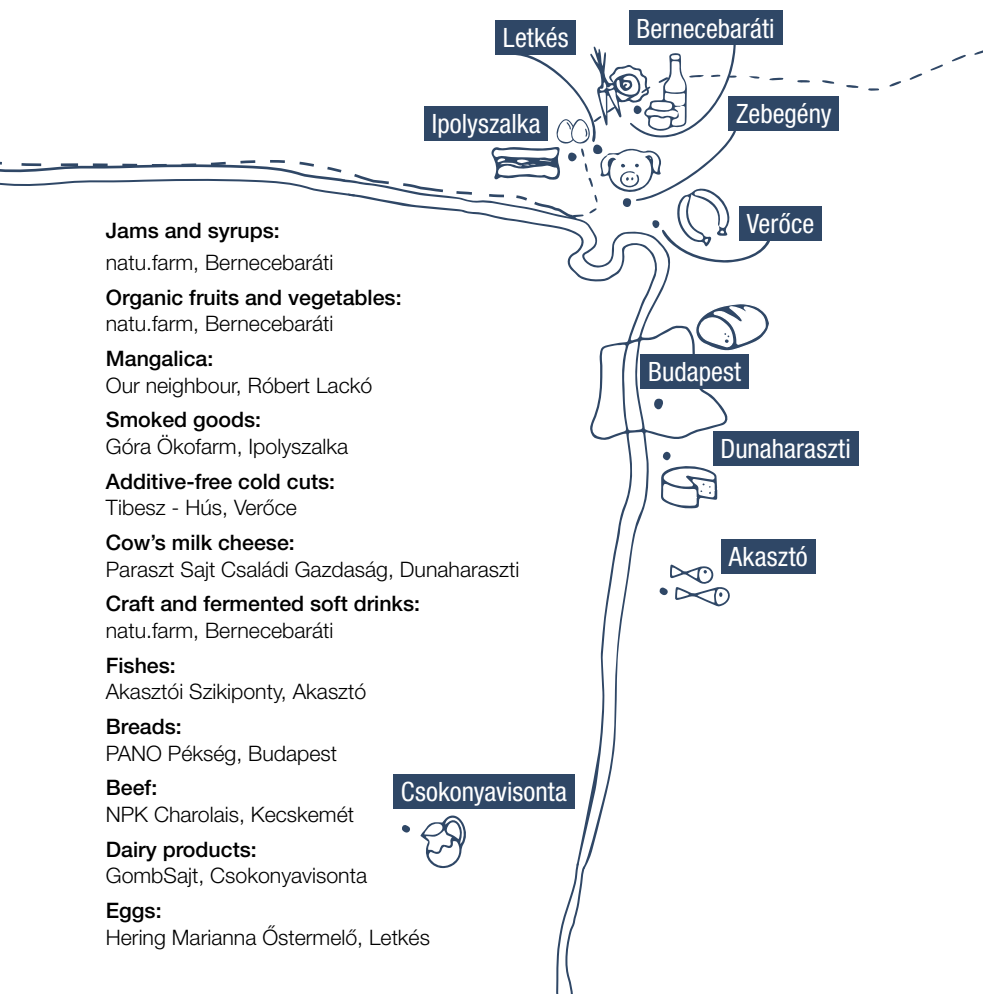 Letkés
Bernecebaráti
Ipolyszalka
Zebegény
Verőce
Jams and syrups:
natu.farm, Bernecebaráti
Organic fruits and vegetables:
natu.farm, Bernecebaráti
Mangalica:
Our neighbour, Róbert Lackó
Smoked goods:
Góra Ökofarm, Ipolyszalka
Additive-free cold cuts:
Tibesz - Hús, Verőce
Cow’s milk cheese:
Paraszt Sajt Családi Gazdaság, Dunaharaszti
Craft and fermented soft drinks:
natu.farm, Bernecebaráti
Fishes:
Akasztói Szikiponty, Akasztó
Breads:
PANO Pékség, Budapest
Beef:
NPK Charolais, Kecskemét
Dairy products:
GombSajt, Csokonyavisonta
Eggs:
Hering Marianna Őstermelő, Letkés
Budapest
Dunaharaszti
Akasztó
Csokonyavisonta